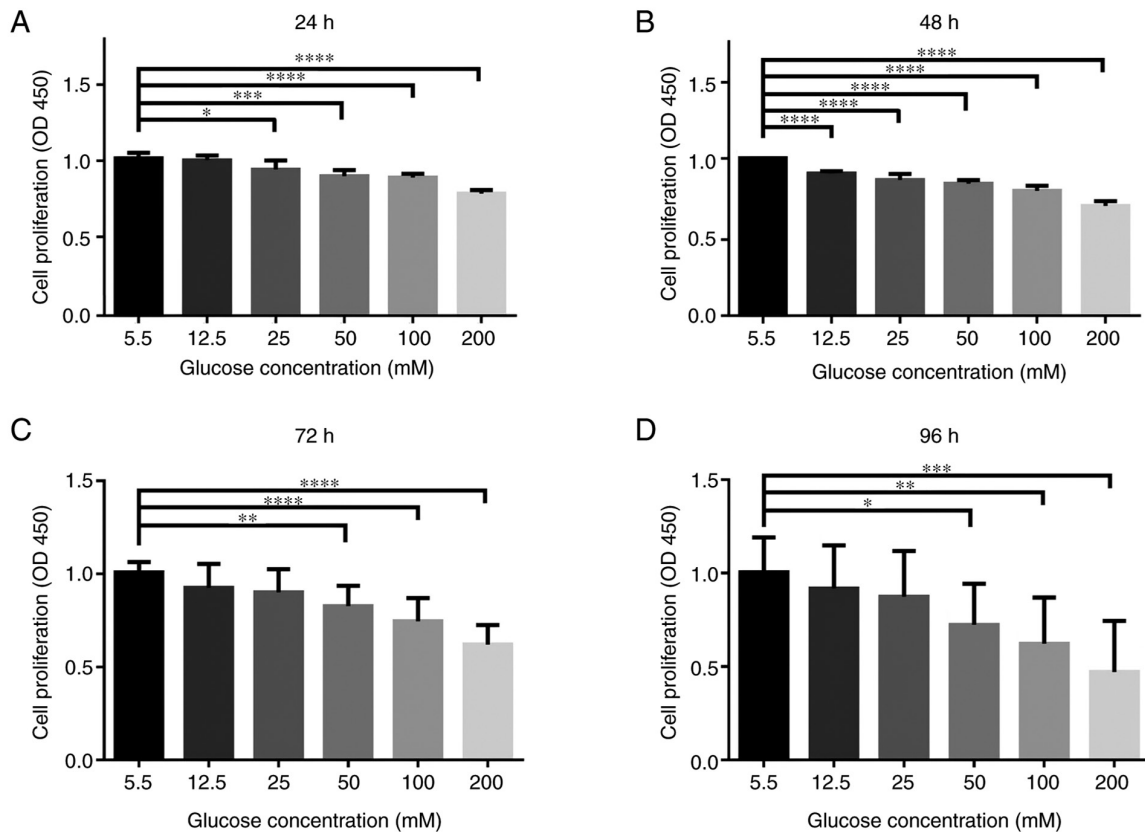 A
24 h
Cell proliferation (OD 450)
1.5
1.0
0.5
0.0
****
****
***
*
5.5 12.5 25 50 100 200
Glucose concentration (mM)
B
48 h
Cell proliferation (OD 450)
1.5
1.0
0.5
0.0
****
****
****
****
****
5.5 12.5 25 50 100 200
Glucose concentration (mM)
C
72 h
Cell proliferation (OD 450)
1.5
1.0
0.5
0.0
****
****
**
5.5 12.5 25 50 100 200
Glucose concentration (mM)
D
96 h
Cell proliferation (OD 450)
1.5
1.0
0.5
0.0
***
**
*
5.5 12.5 25 50 100 200
Glucose concentration (mM)